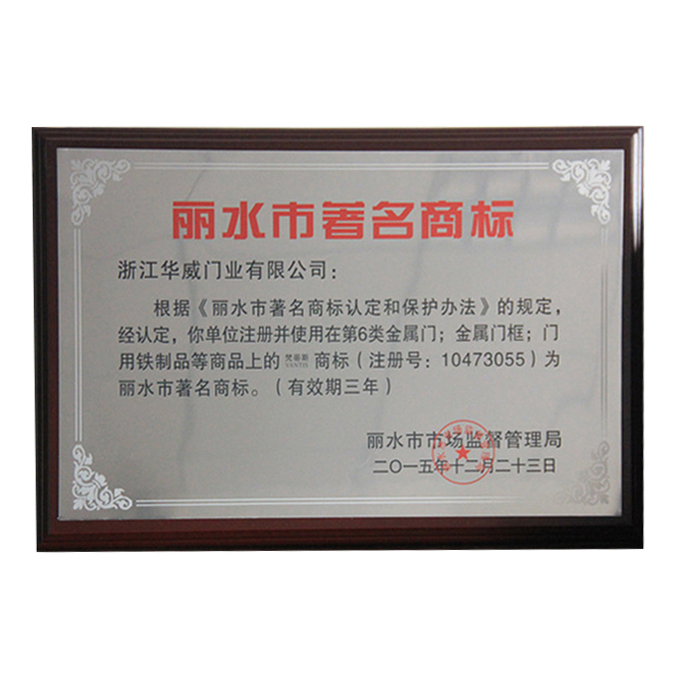 丽水市著名商标
浙江华威门业有限公司：
根据《丽水市著名商标认定和保护办法》的规定，
经认定，你单位注册并使用在第6类金属门；金属门框；门
用铁制品等商品上的 梵蒂斯 VANTIS 商标（注册号：10473055）为
丽水市著名商标。（有效期三年）
丽水市市场监督管理局
二〇一五年十二月二十三日